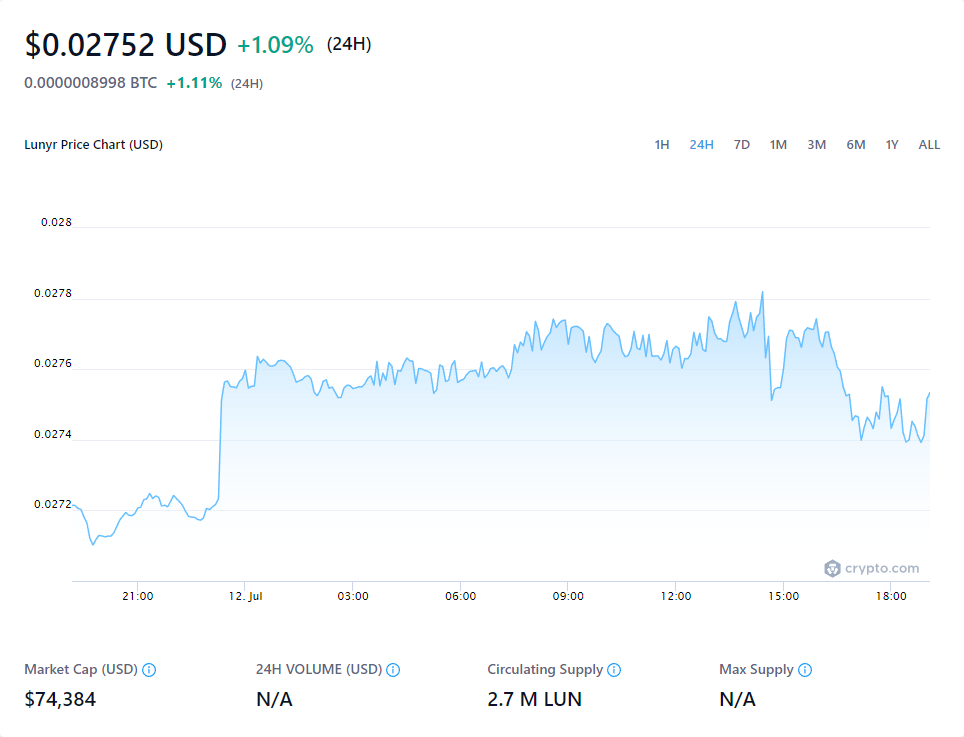 $0.02752 USD +1.09% (24H)
0.0000008998 BTC +1.11% (24H)
Lunyr Price Chart (USD) 1H 24H 7D 1M 3M 6M 1Y ALL
0.028
0.0278
0.0276
0.0274
0.0272
crypto.com
21:00 12. Jul 03:00 06:00 09:00 12:00 15:00 18:00
Market Cap (USD) 24H VOLUME (USD) Circulating Supply Max Supply
$74,384 N/A 2.7 M LUN N/A